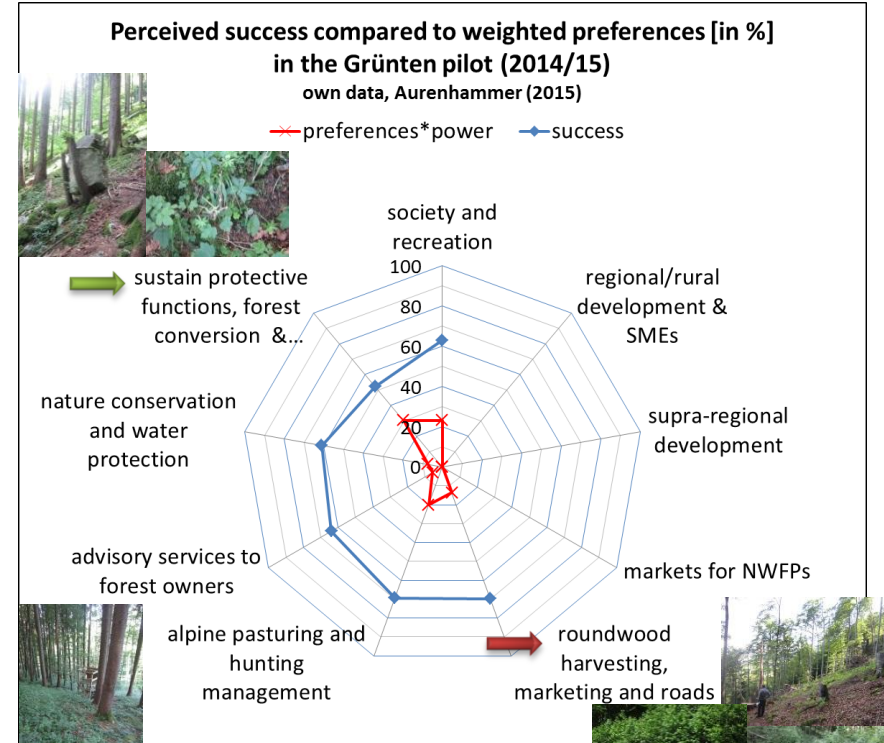 Perceived success compared to weighted preferences [in %]
in the Grünten pilot (2014/15)
own data, Aurenhammer (2015)
preferences*power
success
society and
recreation
regional/rural
development &
SMEs
supra-regional
development
markets for NWFPs
roundwood
harvesting,
marketing and roads
alpine pasturing and
hunting
management
advisory services to
forest owners
nature conservation
and water
protection
sustain protective
functions, forest
conversion &...
100
80
60
40
20
0